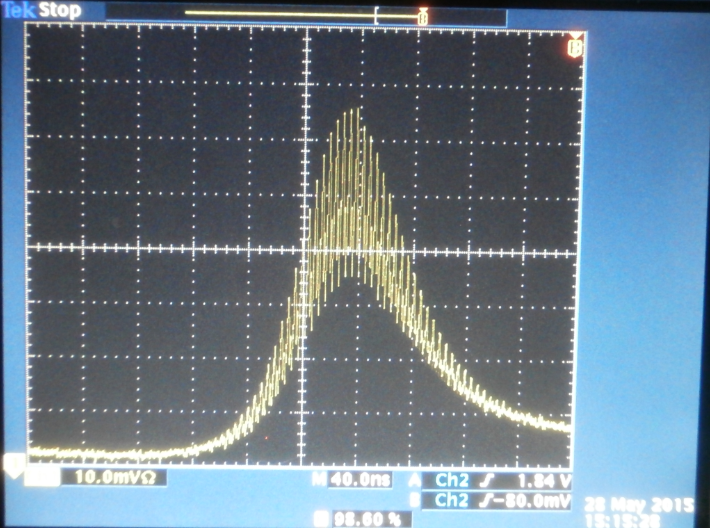 Tek Stop
10.0mVΩ M 40.0ns A Ch2 1.84 V
B Ch2 -80.0mV
98.60 %
28 May 2015